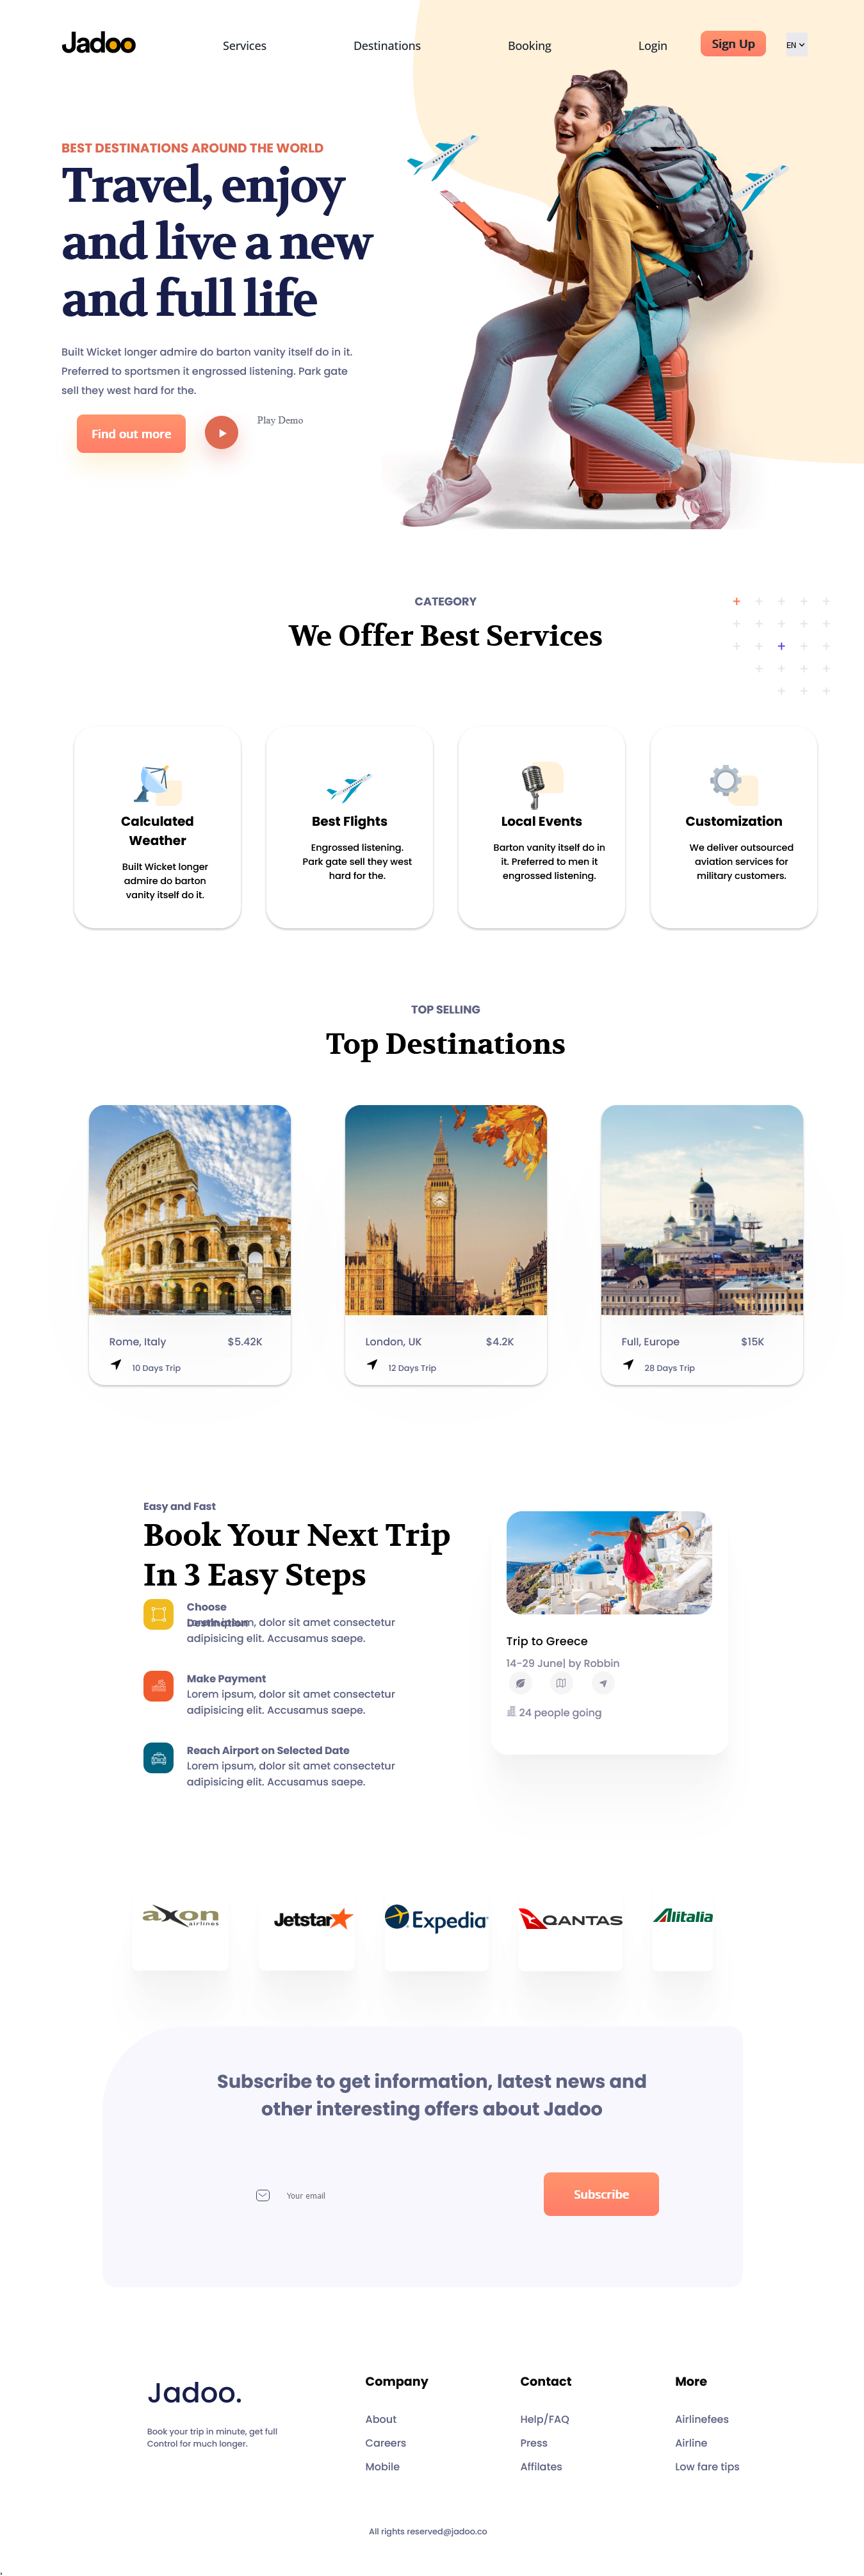 Jadoo
Services
Destinations
Booking
Login
Sign Up
EN
BEST DESTINATIONS AROUND THE WORLD
Travel, enjoy
and live a new
and full life
Built Wicket longer admire do barton vanity itself do in it.
Preferred to sportsmen it engrossed listening. Park gate
sell they west hard for the.
Find out more
Play Demo
CATEGORY
We Offer Best Services
Calculated
Weather
Built Wicket longer
admire do barton
vanity itself do it.
Best Flights
Engrossed listening.
Park gate sell they west
hard for the.
Local Events
Barton vanity itself do in
it. Preferred to men it
engrossed listening.
Customization
We deliver outsourced
aviation services for
military customers.
TOP SELLING
Top Destinations
Rome, Italy
$5.42K
10 Days Trip
London, UK
$4.2K
12 Days Trip
Full, Europe
$15K
28 Days Trip
Easy and Fast
Book Your Next Trip
In 3 Easy Steps
Choose
Destination
Lorem ipsum, dolor sit amet consectetur
adipisicing elit. Accusamus saepe.
Make Payment
Lorem ipsum, dolor sit amet consectetur
adipisicing elit. Accusamus saepe.
Reach Airport on Selected Date
Lorem ipsum, dolor sit amet consectetur
adipisicing elit. Accusamus saepe.
Trip to Greece
14-29 June| by Robbin
24 people going
axon
airlines
Jetstar
Expedia
QANTAS
Alitalia
Subscribe to get information, latest news and
other interesting offers about Jadoo
Your email
Subscribe
Jadoo.
Book your trip in minute, get full
Control for much longer.
Company
About
Careers
Mobile
Contact
Help/FAQ
Press
Affilates
More
Airlinefees
Airline
Low fare tips
All rights reserved@jadoo.co